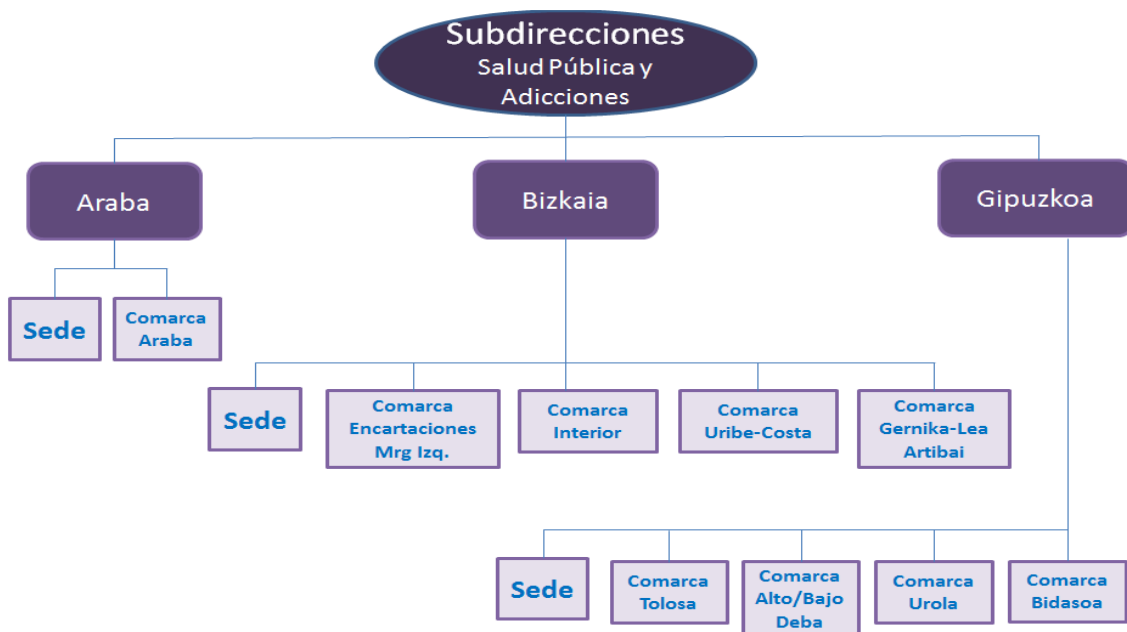 Subdirecciones
Salud Pública y
Adicciones
Araba
Bizkaia
Gipuzkoa
Sede
Comarca
Araba
Sede
Comarca
Encartaciones
Mrg Izq.
Comarca
Interior
Comarca
Uribe-Costa
Comarca
Gernika-Lea
Artibai
Sede
Comarca
Tolosa
Comarca
Alto/Bajo
Deba
Comarca
Urola
Comarca
Bidasoa